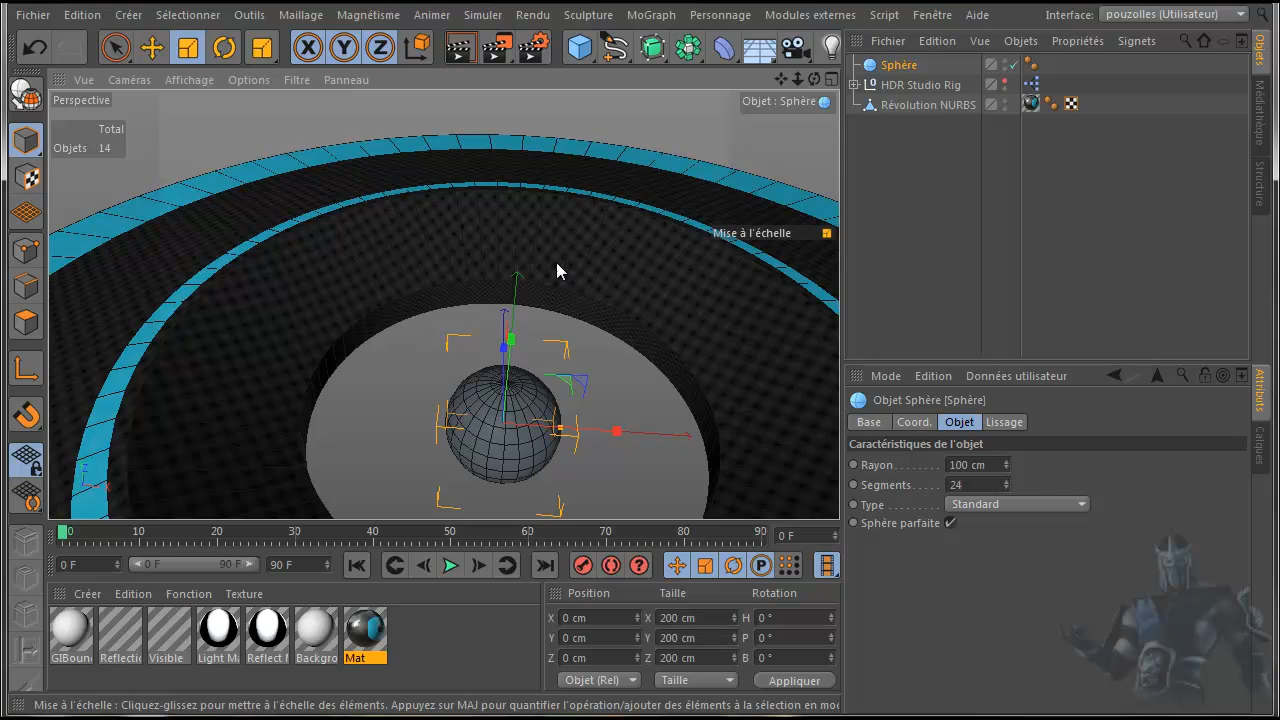 Fichier Edition Créer Sélectionner Outils Maillage Magnétisme Animer Simuler Rendu Sculpture MoGraph Personnage Modules externes Script Fenêtre Aide Interface: pouzolles (Utilisateur)
X Y Z
Fichier Edition Vue Objets Propriétés Signets
Objets
Médiathèque
Structure
Sphère
HDR Studio Rig
Révolution NURBS
Vue Caméras Affichage Options Filtre Panneau
Perspective
Objet : Sphère
Total
Objets 14
Mise à l'échelle
Z
X
Mode Edition Données utilisateur
Attributs
Calques
Objet Sphère [Sphère]
Base Coord. Objet Lissage
Caractéristiques de l'objet
Rayon 100 cm
Segments 24
Type Standard
Sphère parfaite
0 10 20 30 40 50 60 70 80 90 0 F
0 F 0 F 90 F 90 F
P
Créer Edition Fonction Texture
GIBoun Reflectio Visible Light Ma Reflect M Backgro Mat
Position Taille Rotation
X 0 cm X 200 cm H 0 °
Y 0 cm Y 200 cm P 0 °
Z 0 cm Z 200 cm B 0 °
Objet (Rel) Taille Appliquer
Mise à l'échelle : Cliquez-glissez pour mettre à l'échelle des éléments. Appuyez sur MAJ pour quantifier l'opération/ajouter des éléments à la sélection en mod